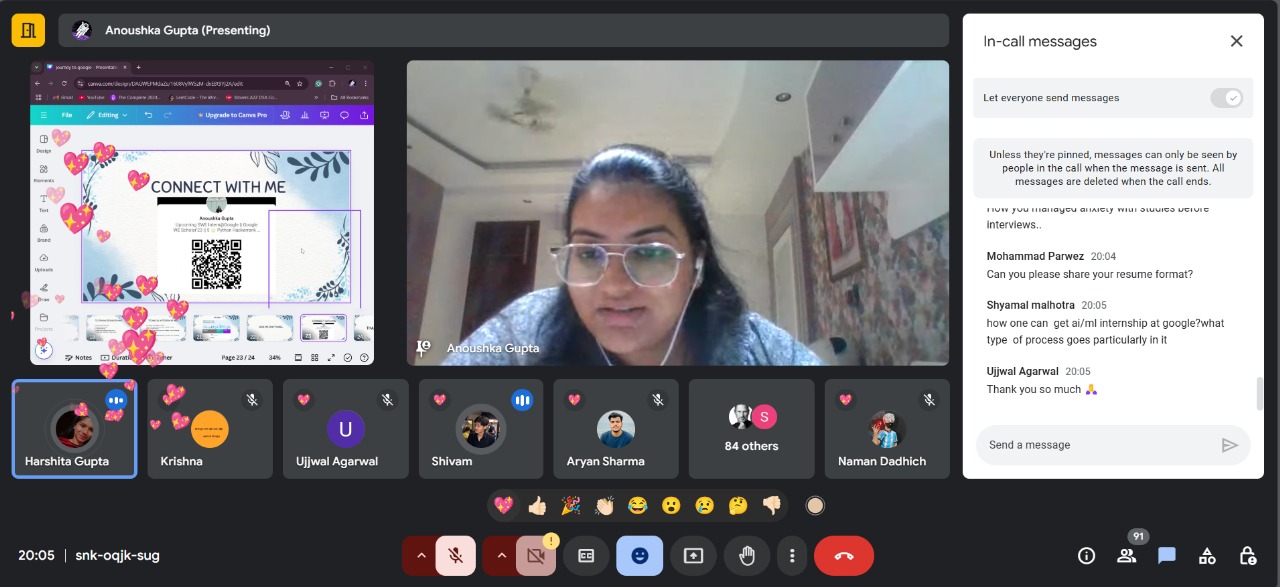 Anoushka Gupta (Presenting)
File
Editing
Upgrade to Canva Pro
Design
Elements
Text
Brand
Uploads
Draw
Projects
CONNECT WITH ME
Anoushka Gupta
Notes
Page 23 / 24
34%
Anoushka Gupta
Harshita Gupta
Krishna
U
Ujjwal Agarwal
Shivam
Aryan Sharma
S
84 others
Naman Dadhich
In-call messages
Let everyone send messages
Unless they're pinned, messages can only be seen by
people in the call when the message is sent. All
messages are deleted when the call ends.
How you managed anxiety with studies before
interviews..
Mohammad Parwez 20:04
Can you please share your resume format?
Shyamal malhotra 20:05
how one can get ai/ml internship at google?what
type of process goes particularly in it
Ujjwal Agarwal 20:05
Thank you so much 🙏
Send a message
20:05 | snk-oqjk-sug
91